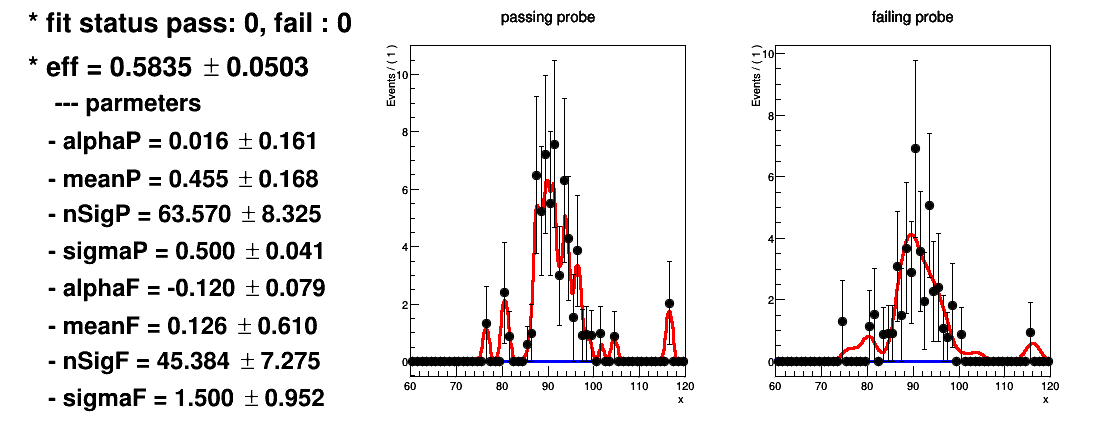 * fit status pass: 0, fail : 0
* eff = 0.5835 ± 0.0503
--- parmeters
- alphaP = 0.016 ± 0.161
- meanP = 0.455 ± 0.168
- nSigP = 63.570 ± 8.325
- sigmaP = 0.500 ± 0.041
- alphaF = -0.120 ± 0.079
- meanF = 0.126 ± 0.610
- nSigF = 45.384 ± 7.275
- sigmaF = 1.500 ± 0.952
passing probe
Events / ( 1 )
10
8
6
4
2
0
60 70 80 90 100 110 120
x
failing probe
Events / ( 1 )
10
8
6
4
2
0
60 70 80 90 100 110 120
x